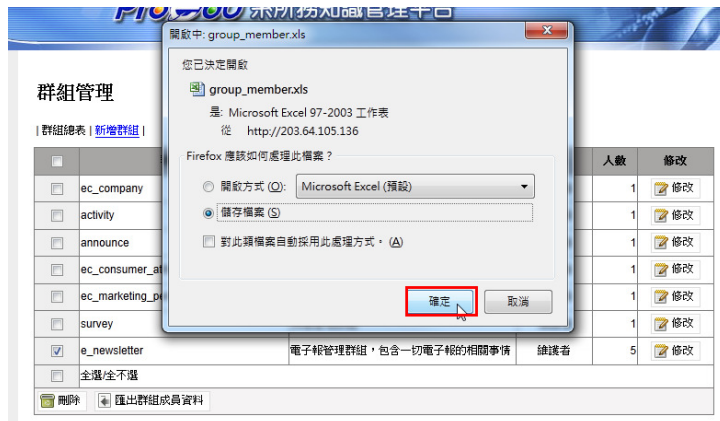 開啟中: group_member.xls
您已決定開啟
group_member.xls
是: Microsoft Excel 97-2003 工作表
從 http://203.64.105.136
Firefox 應該如何處理此檔案？
開啟方式 (O): Microsoft Excel (預設)
儲存檔案 (S)
對此類檔案自動採用此處理方式。 (A)
確定 取消
群組管理
| 群組總表 | 新增群組 |
人數 修改
ec_company 1 修改
activity 1 修改
announce 1 修改
ec_consumer_at 1 修改
ec_marketing_p 1 修改
survey 1 修改
e_newsletter 電子報管理群組，包含一切電子報的相關事情 維護者 5 修改
全選/全不選
刪除 匯出群組成員資料